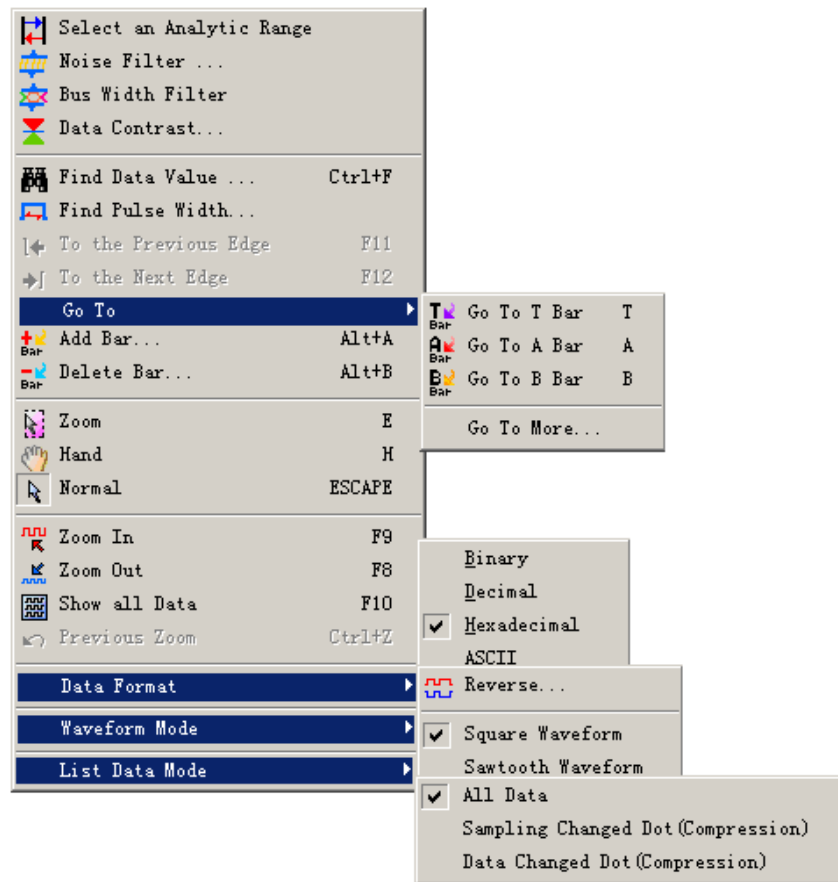 Select an Analytic Range
Noise Filter ...
Bus Width Filter
Data Contrast...
Find Data Value ... Ctrl+F
Find Pulse Width...
To the Previous Edge F11
To the Next Edge F12
Go To
Add Bar... Alt+A
Delete Bar... Alt+B
Zoom E
Hand H
Normal ESCAPE
Zoom In F9
Zoom Out F8
Show all Data F10
Previous Zoom Ctrl+Z
Data Format
Waveform Mode
List Data Mode
T Bar Go To T Bar T
A Bar Go To A Bar A
B Bar Go To B Bar B
Go To More...
Binary
Decimal
Hexadecimal
ASCII
Reverse...
Square Waveform
Sawtooth Waveform
All Data
Sampling Changed Dot(Compression)
Data Changed Dot(Compression)
Bar
Bar